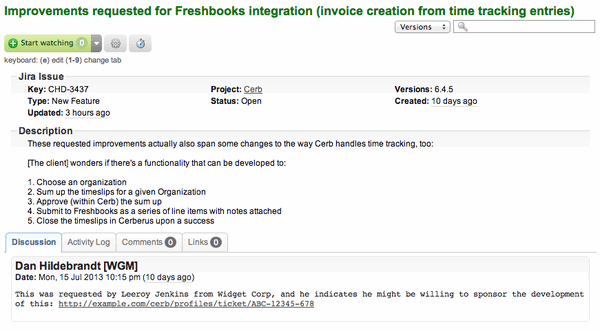 Improvements requested for Freshbooks integration (invoice creation from time tracking entries)
Versions
Start watching 0
keyboard: (e) edit (1-9) change tab
Jira Issue
Key: CHD-3437 Project: Cerb Versions: 6.4.5
Type: New Feature Status: Open Created: 10 days ago
Updated: 3 hours ago
Description
These requested improvements actually also span some changes to the way Cerb handles time tracking, too:
[The client] wonders if there's a functionality that can be developed to:
1. Choose an organization
2. Sum up the timeslips for a given Organization
3. Approve (within Cerb) the sum up
4. Submit to Freshbooks as a series of line items with notes attached
5. Close the timeslips in Cerberus upon a success
Discussion Activity Log Comments 0 Links 0
Dan Hildebrandt [WGM]
Date: Mon, 15 Jul 2013 10:15 pm (10 days ago)
This was requested by Leeroy Jenkins from Widget Corp, and he indicates he might be willing to sponsor the development
of this: http://example.com/cerb/profiles/ticket/ABC-12345-678